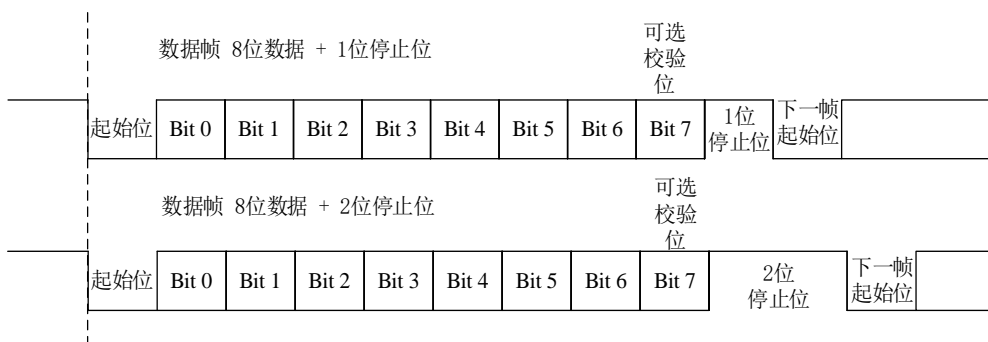 数据帧 8位数据 + 1位停止位
可选
校验
位
起始位 Bit 0 Bit 1 Bit 2 Bit 3 Bit 4 Bit 5 Bit 6 Bit 7
1位
停止位
下一帧
起始位
数据帧 8位数据 + 2位停止位
可选
校验
位
起始位 Bit 0 Bit 1 Bit 2 Bit 3 Bit 4 Bit 5 Bit 6 Bit 7
2位
停止位
下一帧
起始位